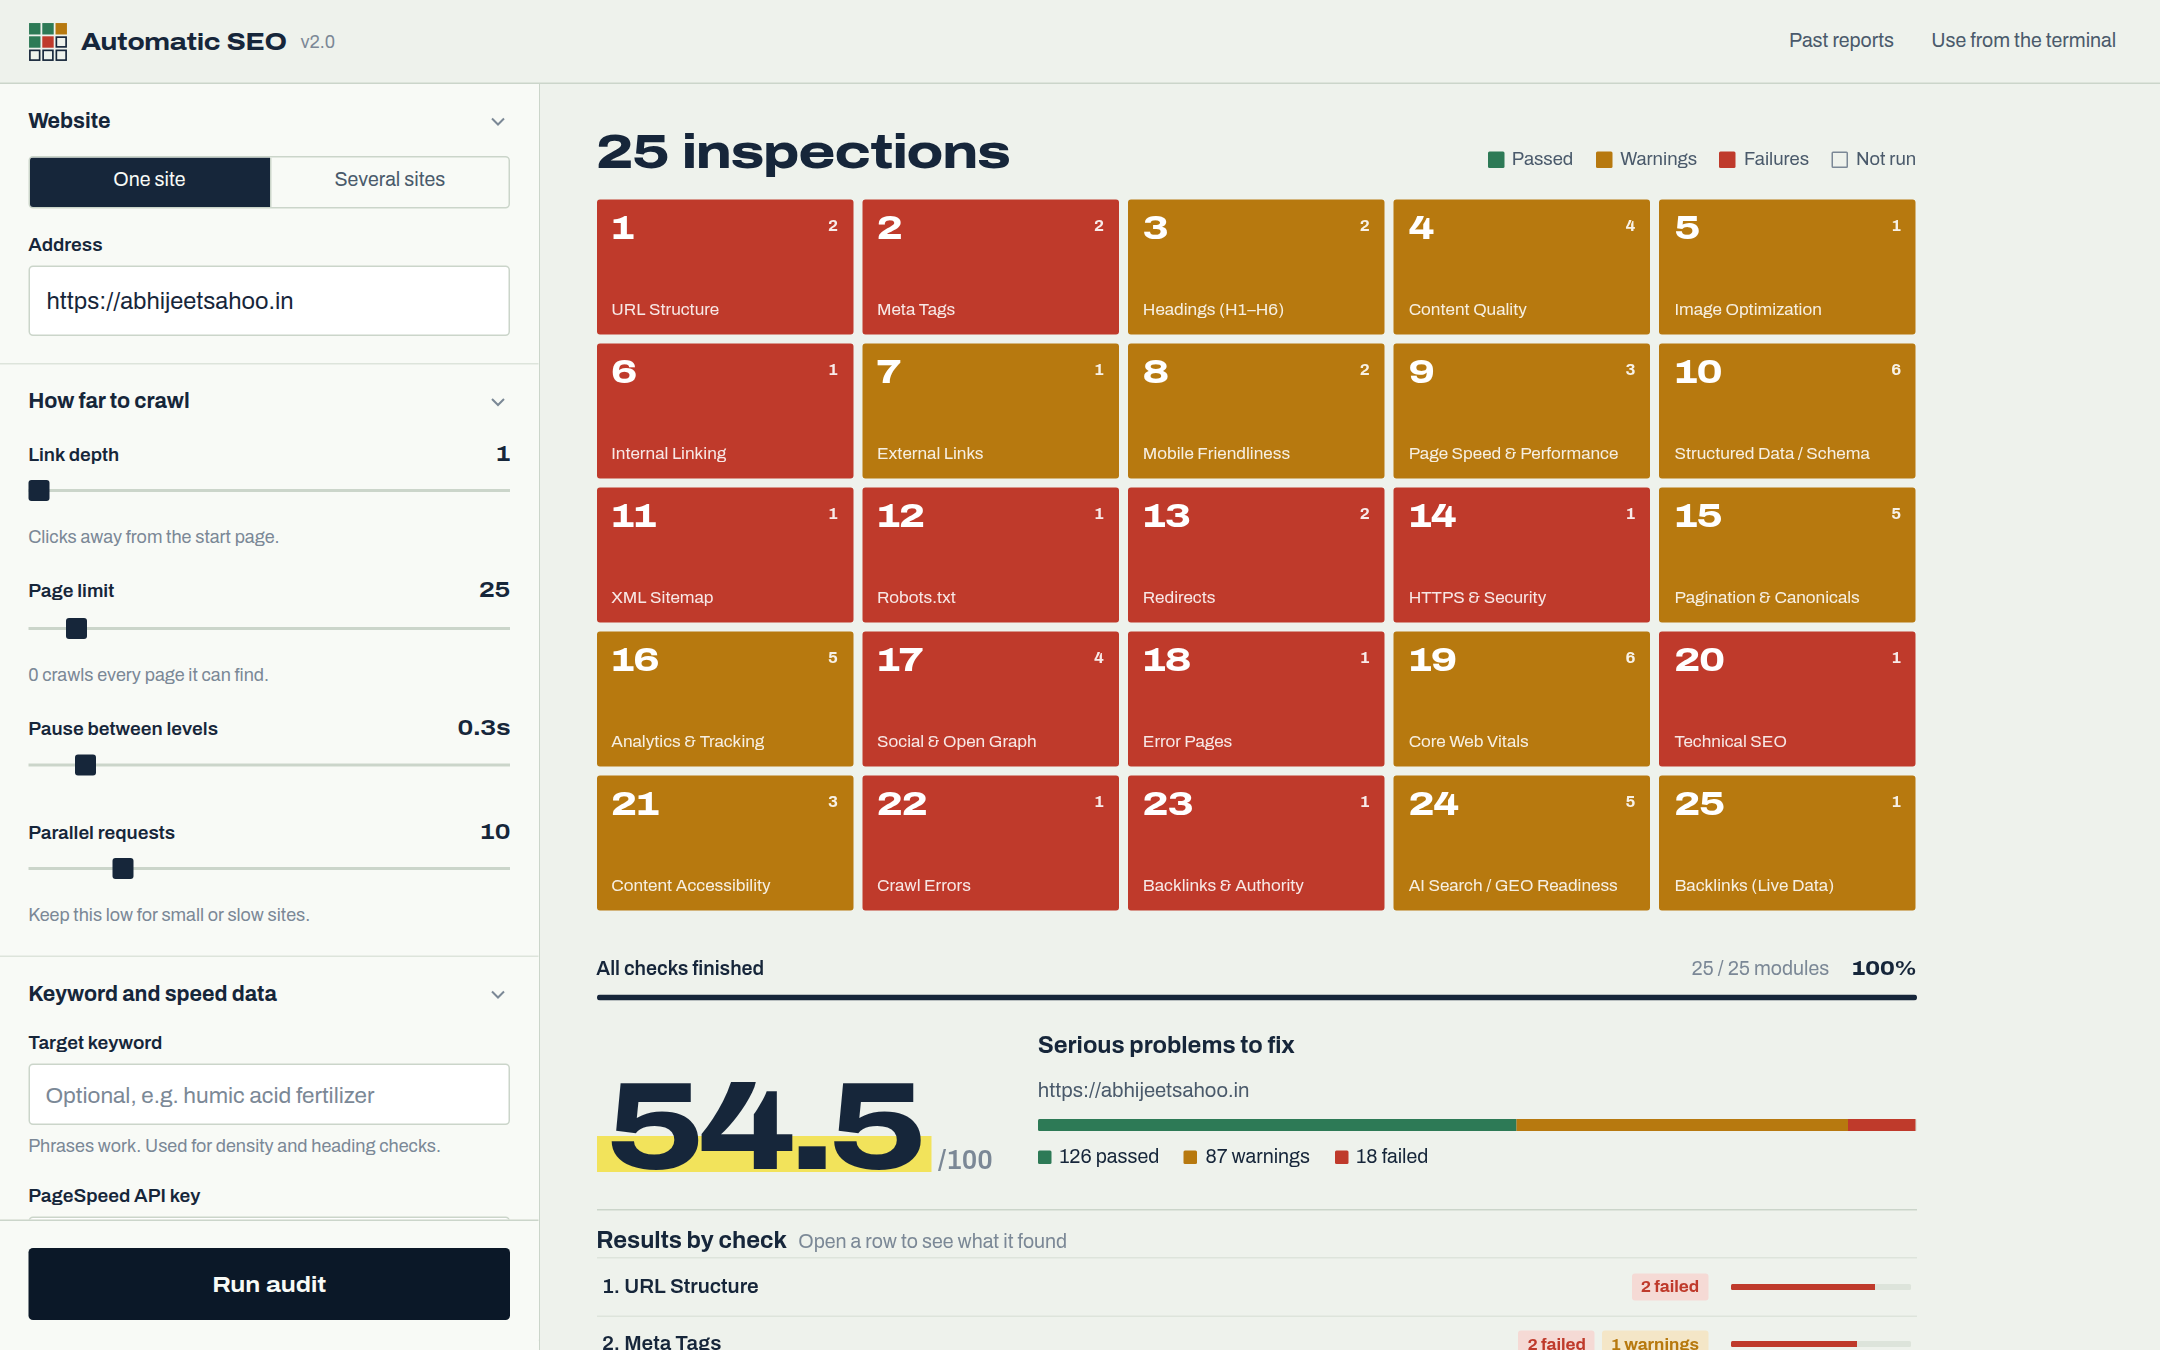 Automatic SEO v2.0
Past reports
Use from the terminal
Website
One site
Several sites
Address
https://abhijeetsahoo.in
How far to crawl
Link depth
1
Clicks away from the start page.
Page limit
25
0 crawls every page it can find.
Pause between levels
0.3s
Parallel requests
10
Keep this low for small or slow sites.
Keyword and speed data
Target keyword
Optional, e.g. humic acid fertilizer
Phrases work. Used for density and heading checks.
PageSpeed API key
Run audit
25 inspections
Passed
Warnings
Failures
Not run
1
2
URL Structure
2
2
Meta Tags
3
2
Headings (H1–H6)
4
4
Content Quality
5
1
Image Optimization
6
1
Internal Linking
7
1
External Links
8
2
Mobile Friendliness
9
3
Page Speed & Performance
10
6
Structured Data / Schema
11
1
XML Sitemap
12
1
Robots.txt
13
2
Redirects
14
1
HTTPS & Security
15
5
Pagination & Canonicals
16
5
Analytics & Tracking
17
4
Social & Open Graph
18
1
Error Pages
19
6
Core Web Vitals
20
1
Technical SEO
21
3
Content Accessibility
22
1
Crawl Errors
23
1
Backlinks & Authority
24
5
AI Search / GEO Readiness
25
1
Backlinks (Live Data)
All checks finished
25 / 25 modules
100%
54.5 /100
Serious problems to fix
https://abhijeetsahoo.in
126 passed
87 warnings
18 failed
Results by check Open a row to see what it found
1. URL Structure
2 failed
2. Meta Tags
2 failed
1 warnings